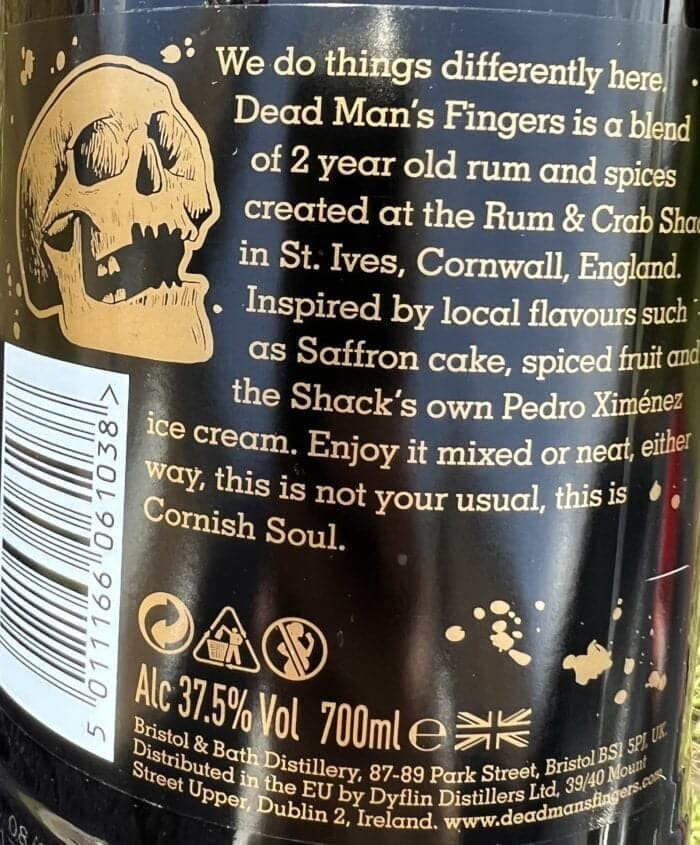 We do things differently here.
Dead Man's Fingers is a blend
of 2 year old rum and spices
created at the Rum & Crab
in St. Ives, Cornwall, England.
Inspired by local flavours such
as Saffron cake, spiced fruit and
the Shack's own Pedro Ximénez
ice cream. Enjoy it mixed or neat, either
way, this is not your usual, this is
Cornish Soul.
5 011166 061038 >
Alc 37.5% Vol 700ml e
Bristol & Bath Distillery, 87-89 Park Street, Bristol BS1 5PJ, UK.
Distributed in the EU by Dyflin Distillers Ltd, 39/40 Mount
Street Upper, Dublin 2, Ireland. www.deadmansfingers.com
08